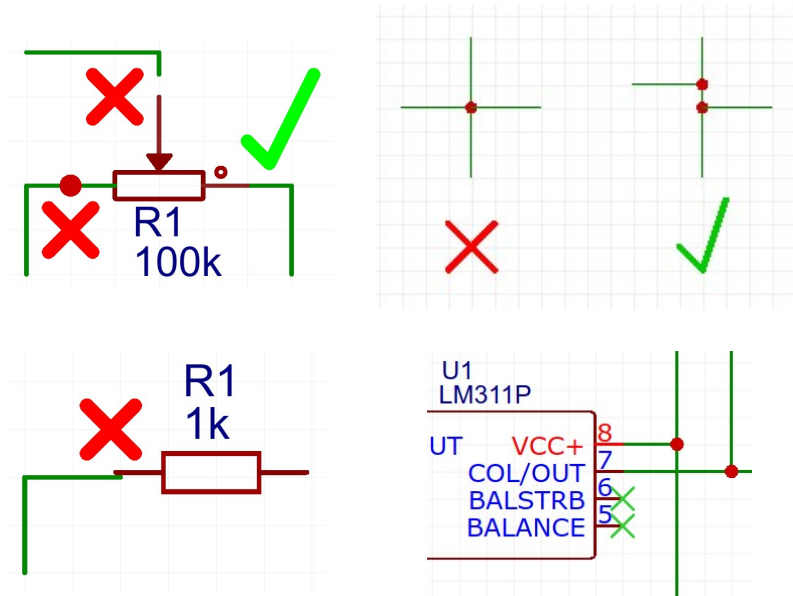 R1
100k
R1
1k
U1
LM311P
UT
VCC+
8
COL/OUT
7
BALSTRB
6
BALANCE
5